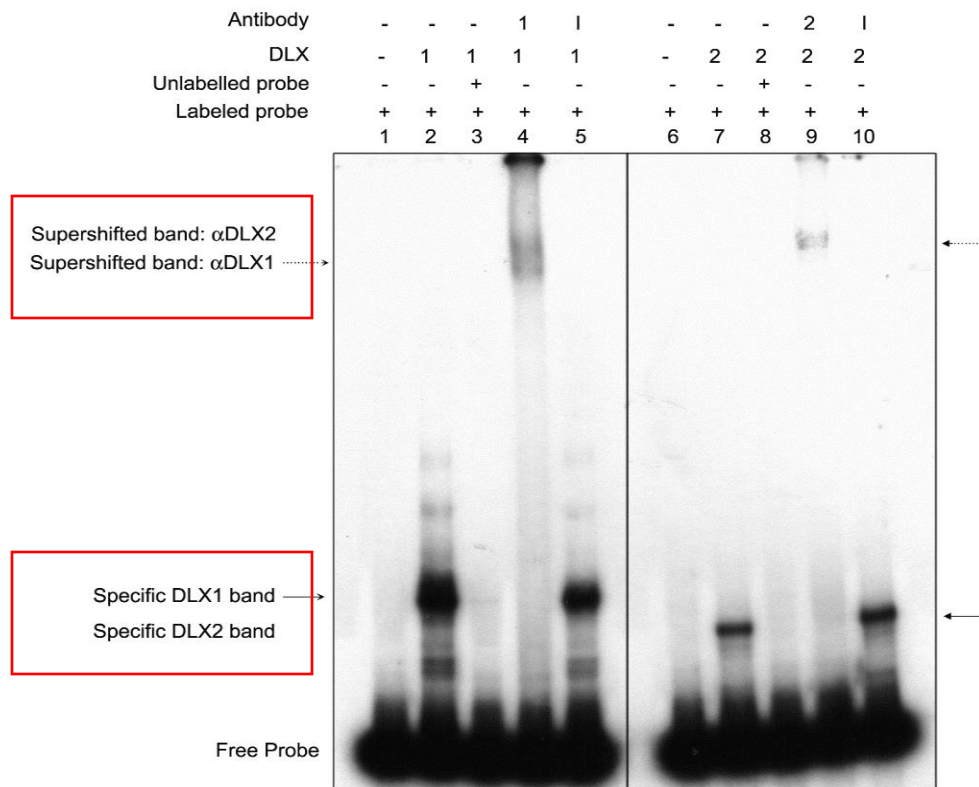 Antibody - - - 1 I - - - 2 I
DLX - 1 1 1 1 - 2 2 2 2
Unlabelled probe - - + - - - - + - -
Labeled probe + + + + + + + + + +
1 2 3 4 5 6 7 8 9 10
Supershifted band: αDLX2
Supershifted band: αDLX1
Specific DLX1 band
Specific DLX2 band
Free Probe